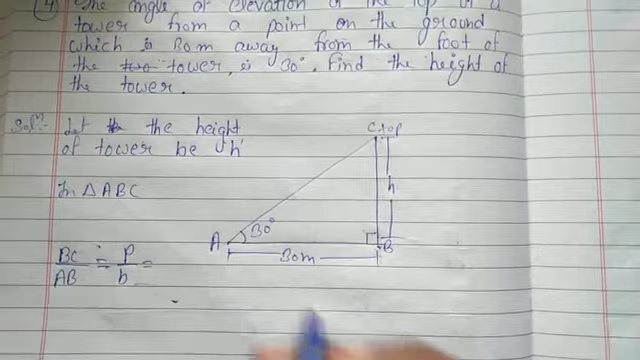 (4) The angle of elevation of the top of a
tower from a point on the ground
which is 30m away from the foot of
the tower, is 30°. Find the height of
the tower.
Solⁿ:- Let the height
of tower be 'h'
In △ABC
BC/AB = P/b =
C top
h
A 30°
B
30m